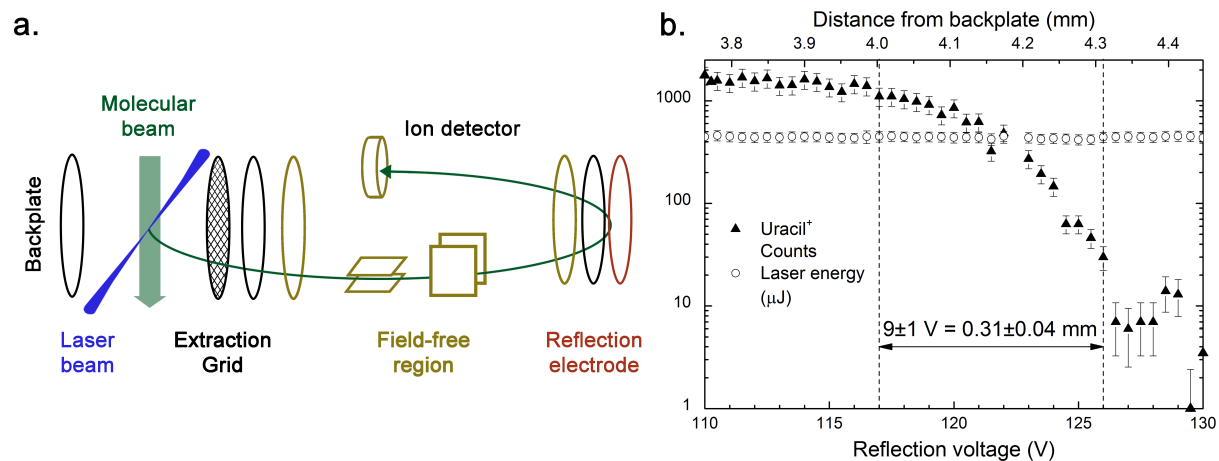 a.
Molecular
beam
Ion detector
Backplate
Laser
beam
Extraction
Grid
Field-free
region
Reflection
electrode
b.
Distance from backplate (mm)
3.8 3.9 4.0 4.1 4.2 4.3 4.4
1000
100
10
1
Uracil⁺
Counts
Laser energy
(μJ)
9±1 V = 0.31±0.04 mm
110 115 120 125 130
Reflection voltage (V)